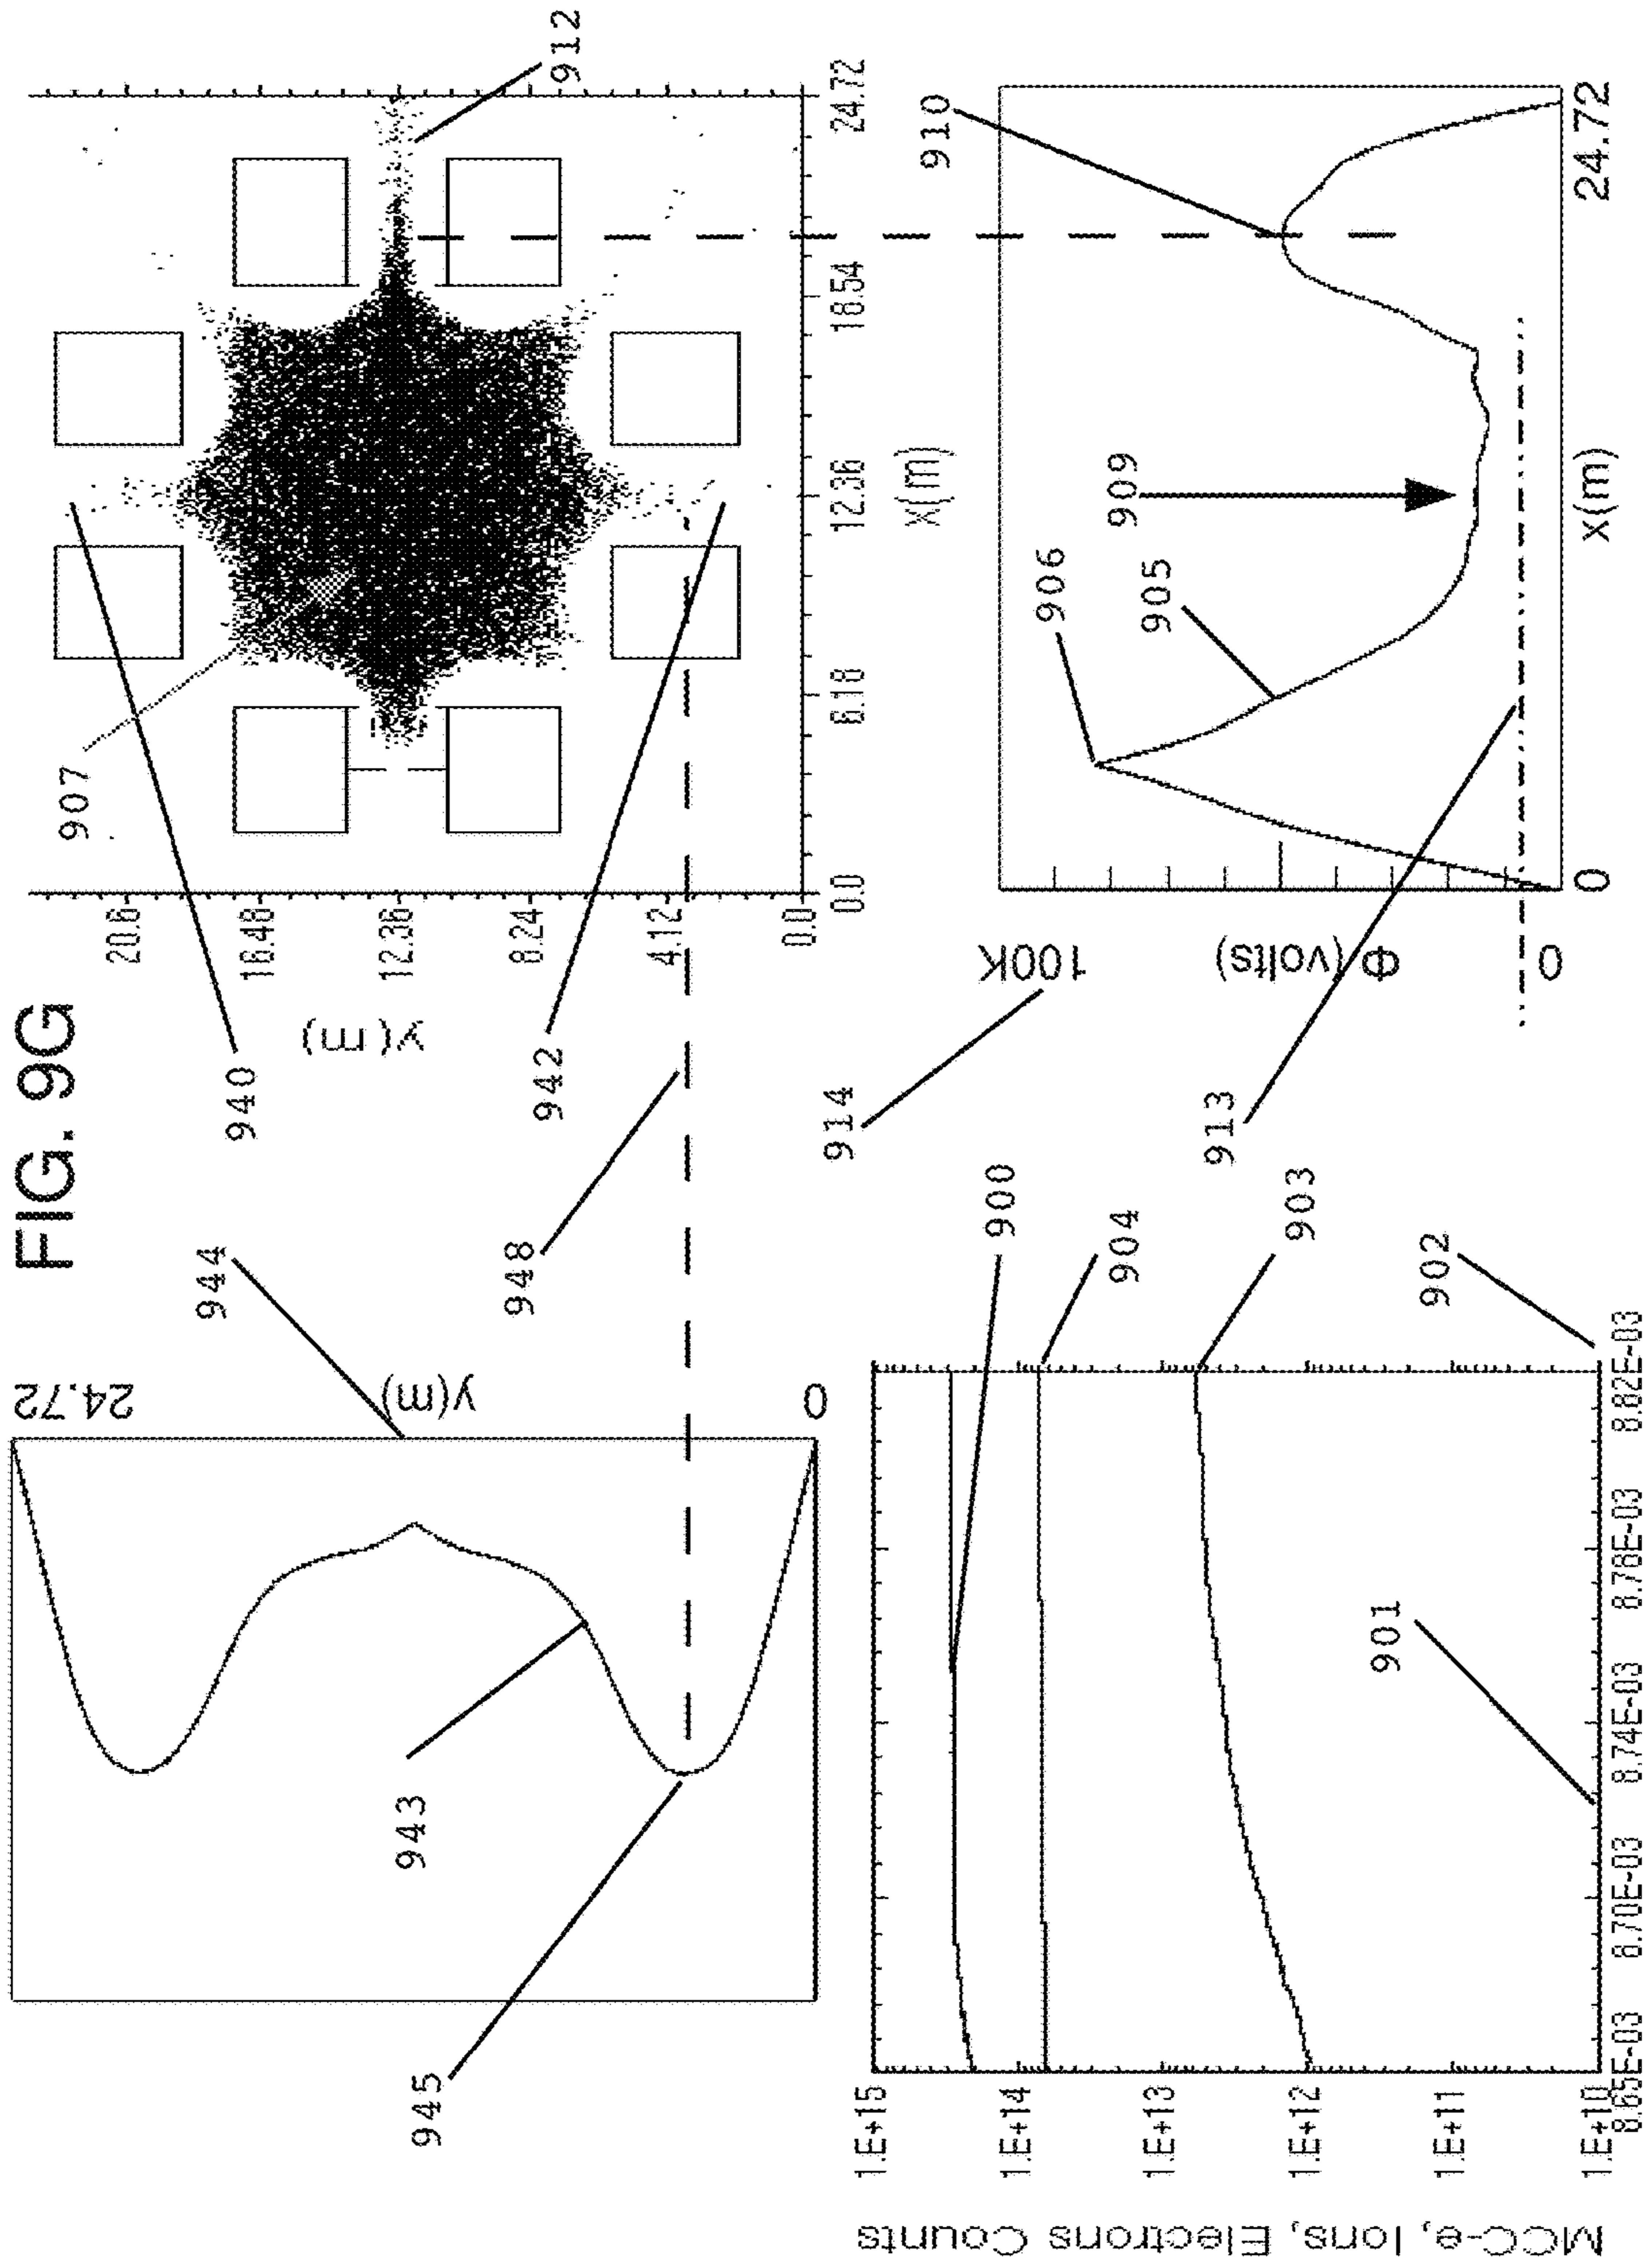 FIG. 9G
24.72
y(m)
0
944
943
945
948
940
942
907
912
y(m)
20.6
16.48
12.36
8.24
4.12
0.0
0.0
6.18
12.36
18.54
24.72
x(m)
MCC-e, Ions, Electrons Counts
1.E+15
1.E+14
1.E+13
1.E+12
1.E+11
1.E+10
8.65E-03
8.70E-03
8.74E-03
8.78E-03
8.82E-03
900
904
903
902
901
914
913
100K
Φ(volts)
0
906
905
909
910
0
x(m)
24.72